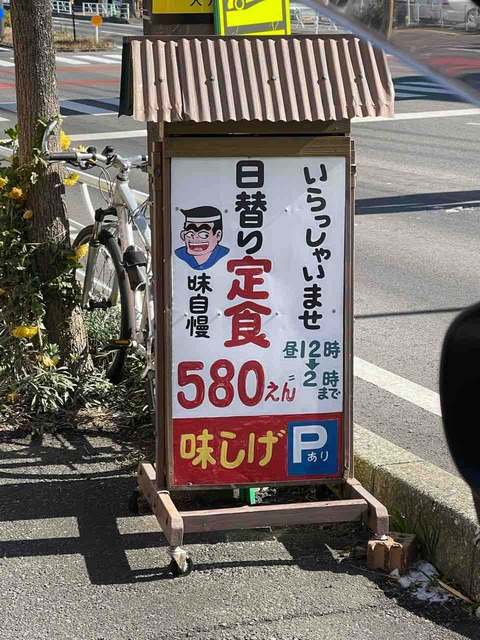 いらっしゃいませ
日替り定食
味自慢
昼12時
2時まで
580えん
味しげ
P
あり